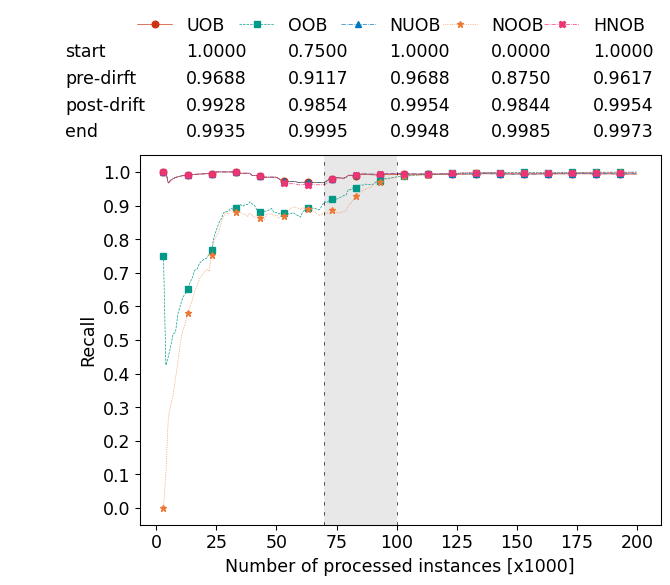 UOB OOB NUOB NOOB HNOB
start 1.0000 0.7500 1.0000 0.0000 1.0000
pre-dirft 0.9688 0.9117 0.9688 0.8750 0.9617
post-drift 0.9928 0.9854 0.9954 0.9844 0.9954
end 0.9935 0.9995 0.9948 0.9985 0.9973
1.0
0.9
0.8
0.7
0.6
0.5
0.4
0.3
0.2
0.1
0.0
Recall
0 25 50 75 100 125 150 175 200
Number of processed instances [x1000]